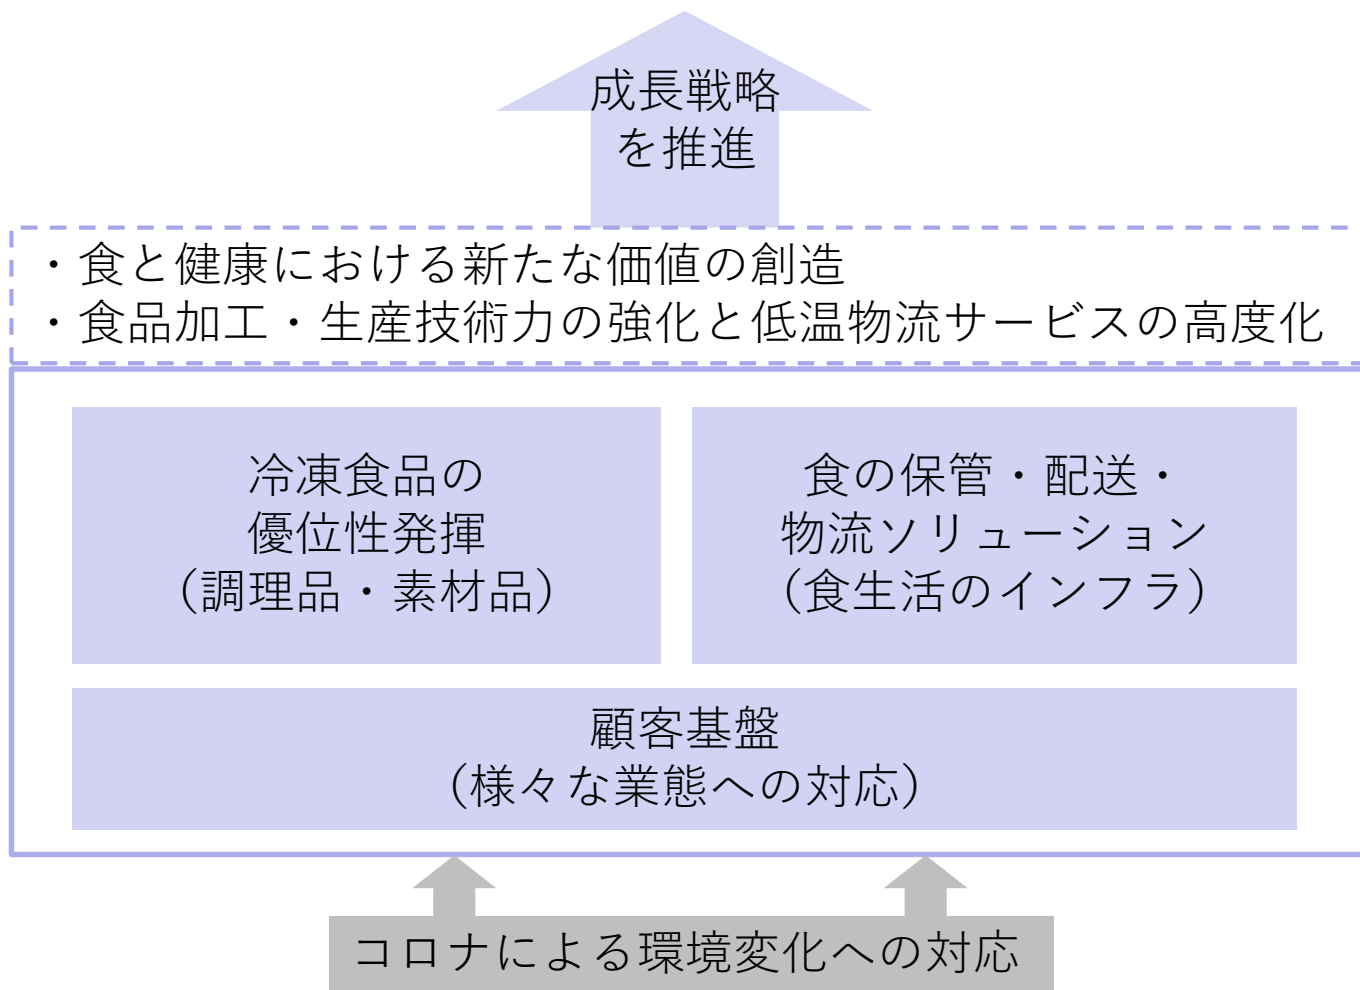 成長戦略
を推進
・食と健康における新たな価値の創造
・食品加工・生産技術力の強化と低温物流サービスの高度化
冷凍食品の
優位性発揮
（調理品・素材品）
食の保管・配送・
物流ソリューション
（食生活のインフラ）
顧客基盤
（様々な業態への対応）
コロナによる環境変化への対応